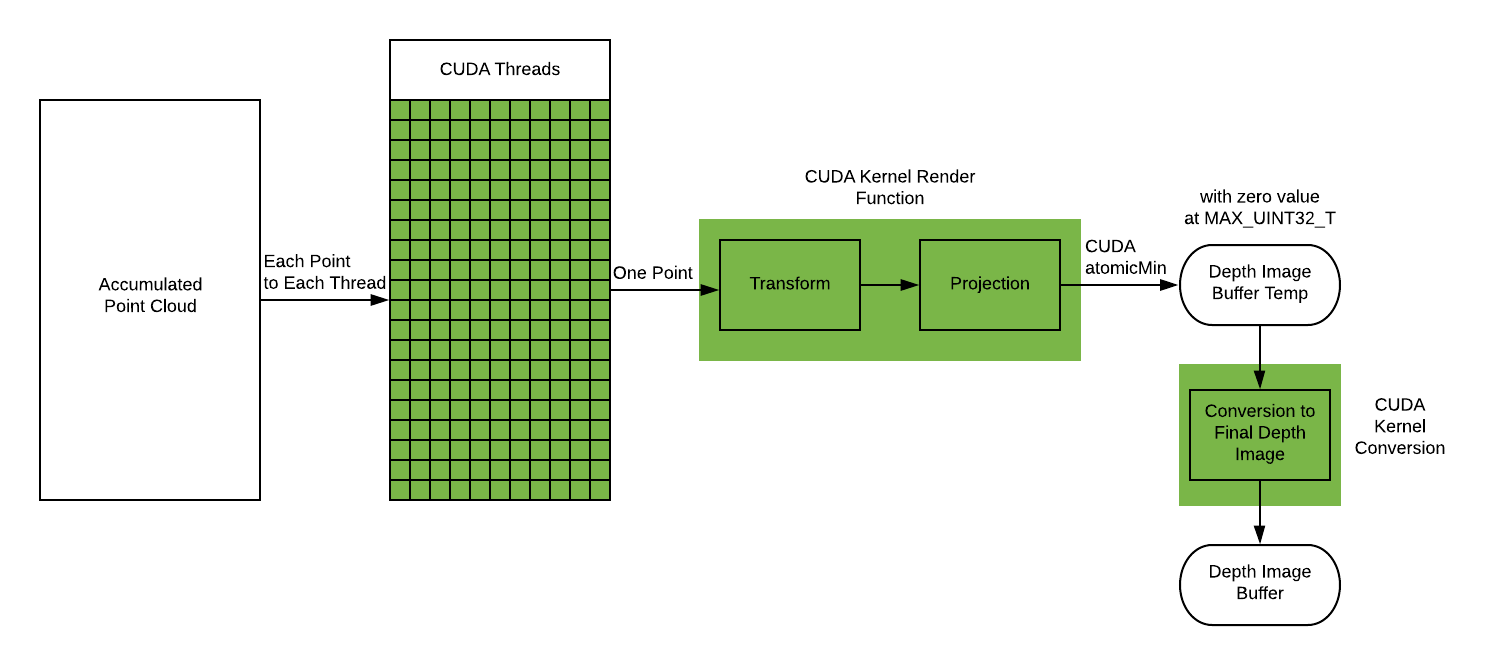 CUDA Threads
Accumulated
Point Cloud
Each Point
to Each Thread
One Point
CUDA Kernel Render
Function
Transform
Projection
CUDA
atomicMin
with zero value
at MAX_UINT32_T
Depth Image
Buffer Temp
Conversion to
Final Depth
Image
CUDA
Kernel
Conversion
Depth Image
Buffer